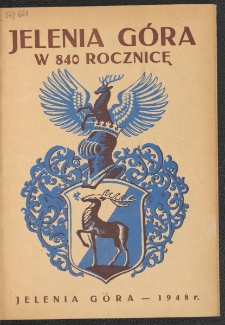 JELENIA GÓRA
W 840 ROCZNICĘ
JELENIA GÓRA — 1948 r.